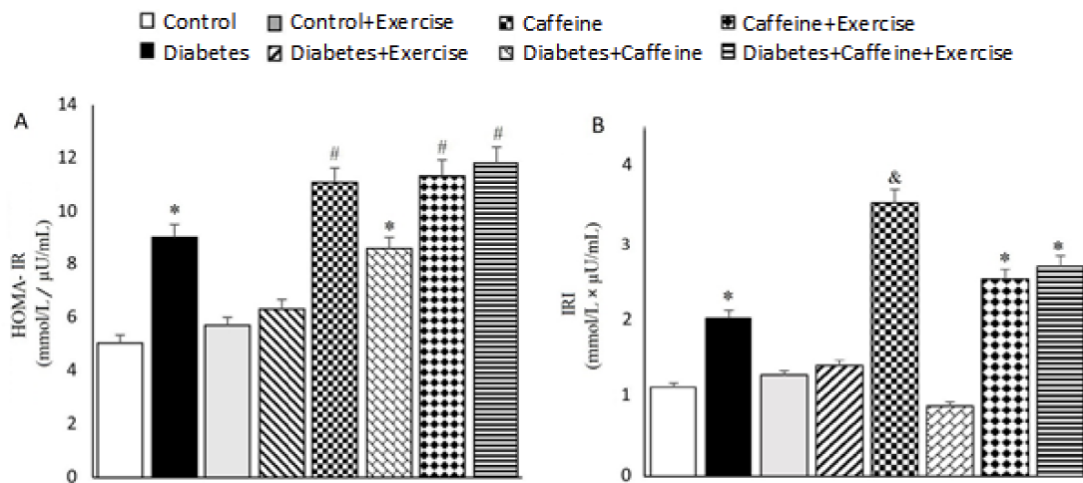 Control Control+Exercise Caffeine Caffeine+Exercise
Diabetes Diabetes+Exercise Diabetes+Caffeine Diabetes+Caffeine+Exercise
A
HOMA- IR
(mmol/L / μU/mL)
14
12
10
8
6
4
2
0
*
#
*
#
#
B
IRI
(mmol/L × μU/mL)
4
3
2
1
0
*
&
*
*